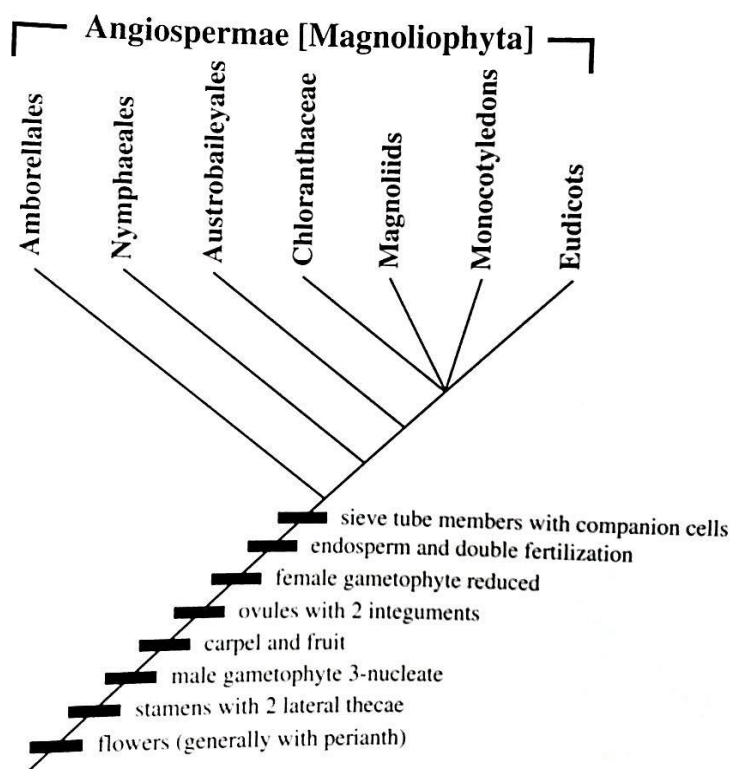 Angiospermae [Magnoliophyta]
Amborellales
Nymphaeales
Austrobaileyales
Chloranthaceae
Magnoliids
Monocotyledons
Eudicots
sieve tube members with companion cells
endosperm and double fertilization
female gametophyte reduced
ovules with 2 integuments
carpel and fruit
male gametophyte 3-nucleate
stamens with 2 lateral thecae
flowers (generally with perianth)